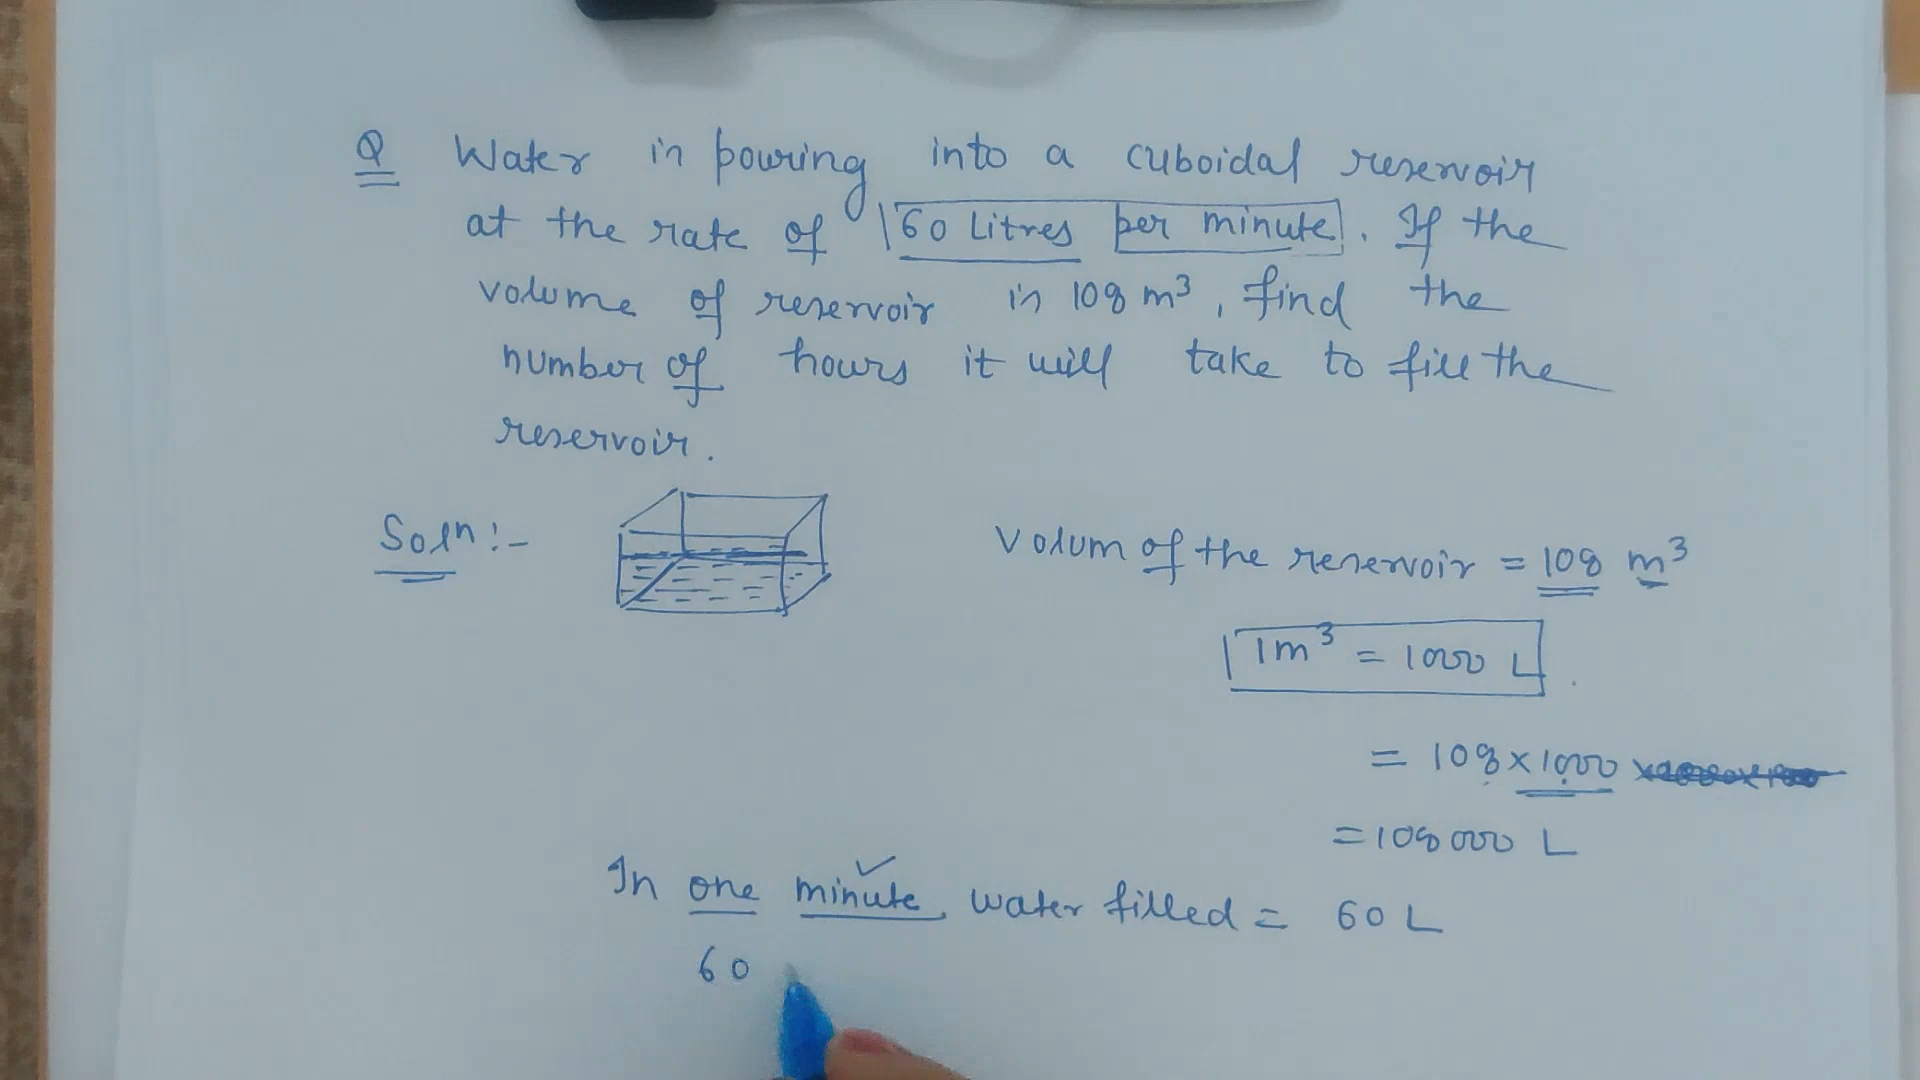 Q Water is pouring into a cuboidal reservoir
at the rate of 60 Litres per minute. If the
volume of reservoir is 108 m³, find the
number of hours it will take to fill the
reservoir.
Soln:- Volum of the reservoir = 108 m³
1m³ = 1000 L.
= 108×1000
= 108000 L
In one minute, water filled = 60 L
60